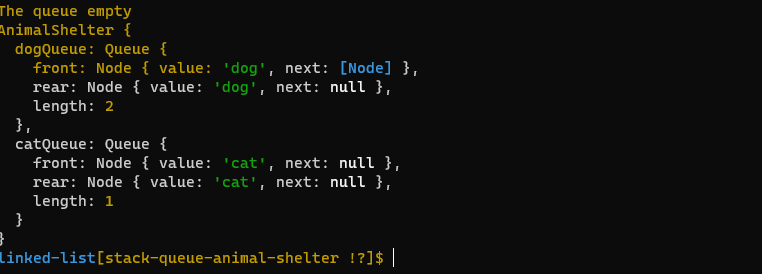 The queue empty
AnimalShelter {
  dogQueue: Queue {
    front: Node { value: 'dog', next: [Node] },
    rear: Node { value: 'dog', next: null },
    length: 2
  },
  catQueue: Queue {
    front: Node { value: 'cat', next: null },
    rear: Node { value: 'cat', next: null },
    length: 1
  }
}
linked-list[stack-queue-animal-shelter !?]$